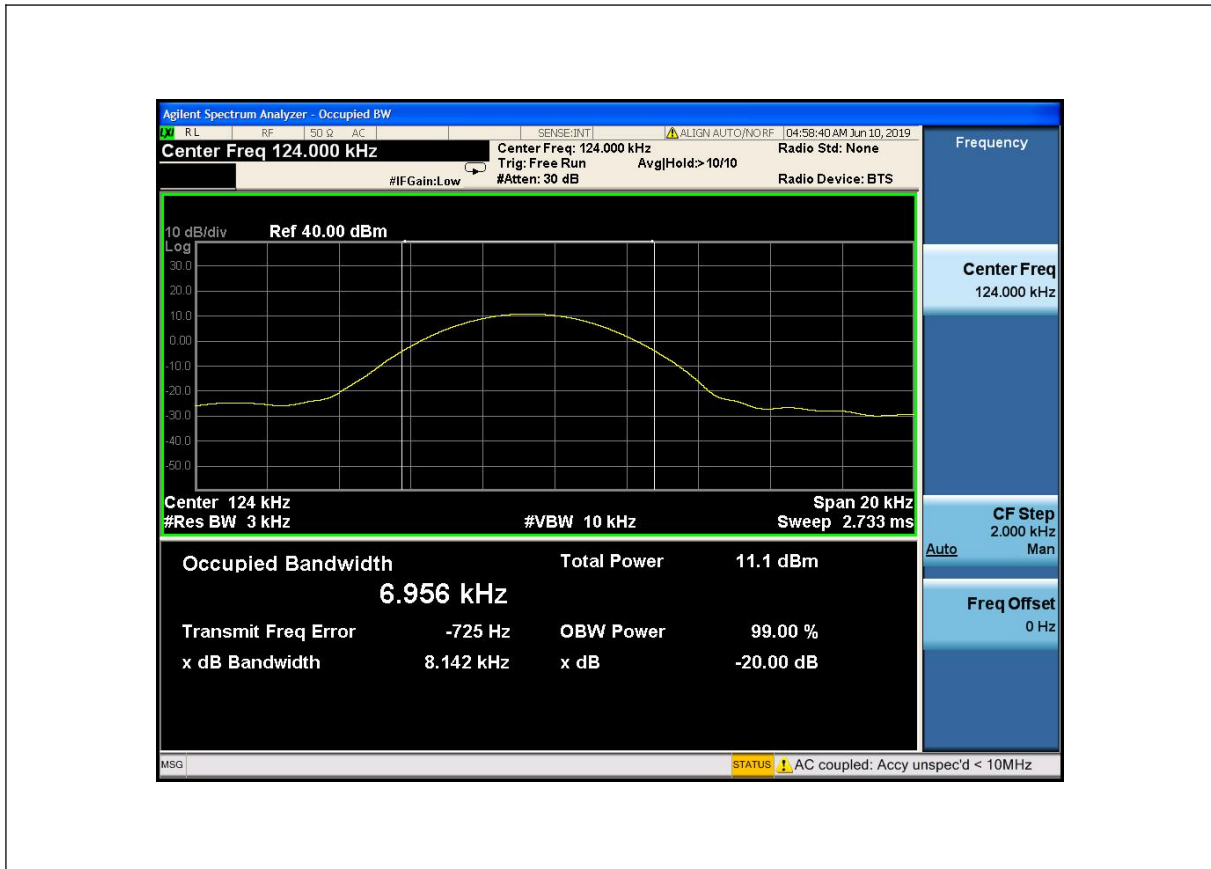 Agilent Spectrum Analyzer - Occupied BW
LXI RL RF 50 Ω AC SENSE:INT ALIGN AUTO/NO RF 04:58:40 AM Jun 10, 2019
Center Freq 124.000 kHz
Center Freq: 124.000 kHz Radio Std: None
Trig: Free Run Avg|Hold:> 10/10
#IFGain:Low #Atten: 30 dB Radio Device: BTS
10 dB/div Ref 40.00 dBm
Log
30.0
20.0
10.0
0.00
-10.0
-20.0
-30.0
-40.0
-50.0
Center 124 kHz Span 20 kHz
#Res BW 3 kHz #VBW 10 kHz Sweep 2.733 ms
Occupied Bandwidth Total Power 11.1 dBm
6.956 kHz
Transmit Freq Error -725 Hz OBW Power 99.00 %
x dB Bandwidth 8.142 kHz x dB -20.00 dB
Frequency
Center Freq
124.000 kHz
CF Step
2.000 kHz
Auto Man
Freq Offset
0 Hz
MSG STATUS AC coupled: Accy unspec'd < 10MHz